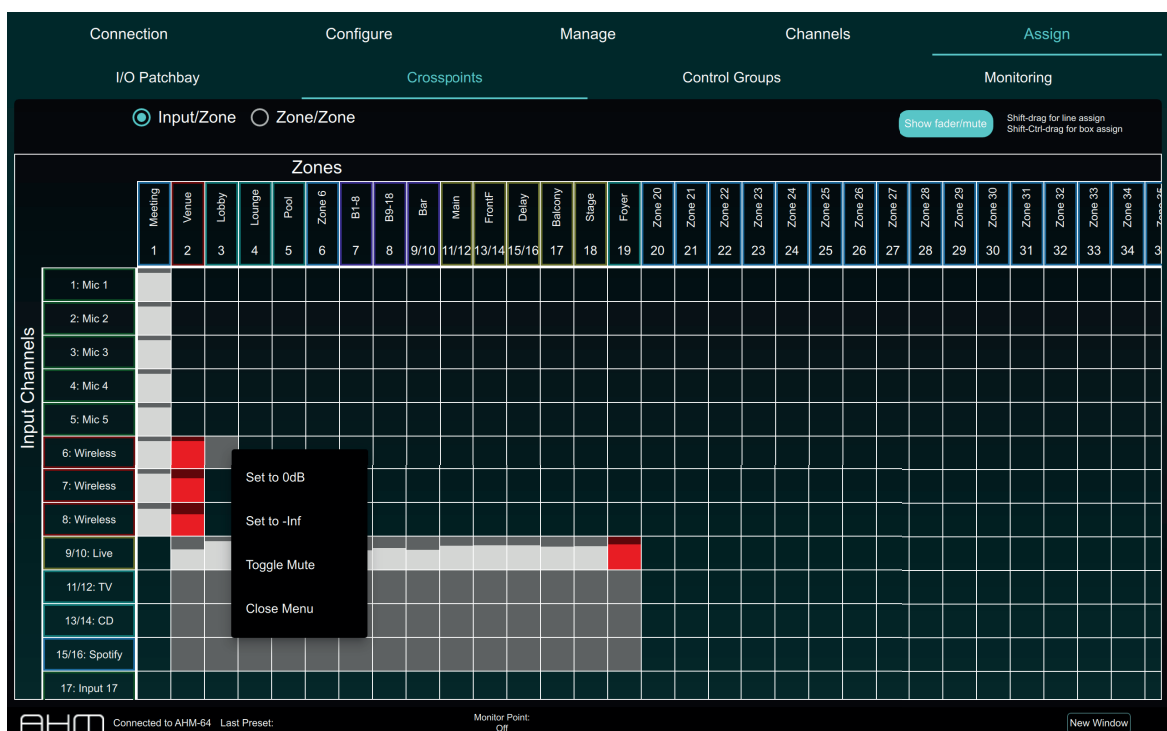 Connection Configure Manage Channels Assign
I/O Patchbay Crosspoints Control Groups Monitoring
Input/Zone Zone/Zone
Show fader/mute
Shift-drag for line assign
Shift-Ctrl-drag for box assign
Zones
Meeting Venue Lobby Lounge Pool Zone 6 B1-8 B9-18 Bar Main FrontF Delay Balcony Stage Foyer Zone 20 Zone 21 Zone 22 Zone 23 Zone 24 Zone 25 Zone 26 Zone 27 Zone 28 Zone 29 Zone 30 Zone 31 Zone 32 Zone 33 Zone 34
1 2 3 4 5 6 7 8 9/10 11/12 13/14 15/16 17 18 19 20 21 22 23 24 25 26 27 28 29 30 31 32 33 34 3
Input Channels
1: Mic 1
2: Mic 2
3: Mic 3
4: Mic 4
5: Mic 5
6: Wireless
7: Wireless
8: Wireless
9/10: Live
11/12: TV
13/14: CD
15/16: Spotify
17: Input 17
Set to 0dB
Set to -Inf
Toggle Mute
Close Menu
AHM Connected to AHM-64 Last Preset:
Monitor Point:
Off
New Window